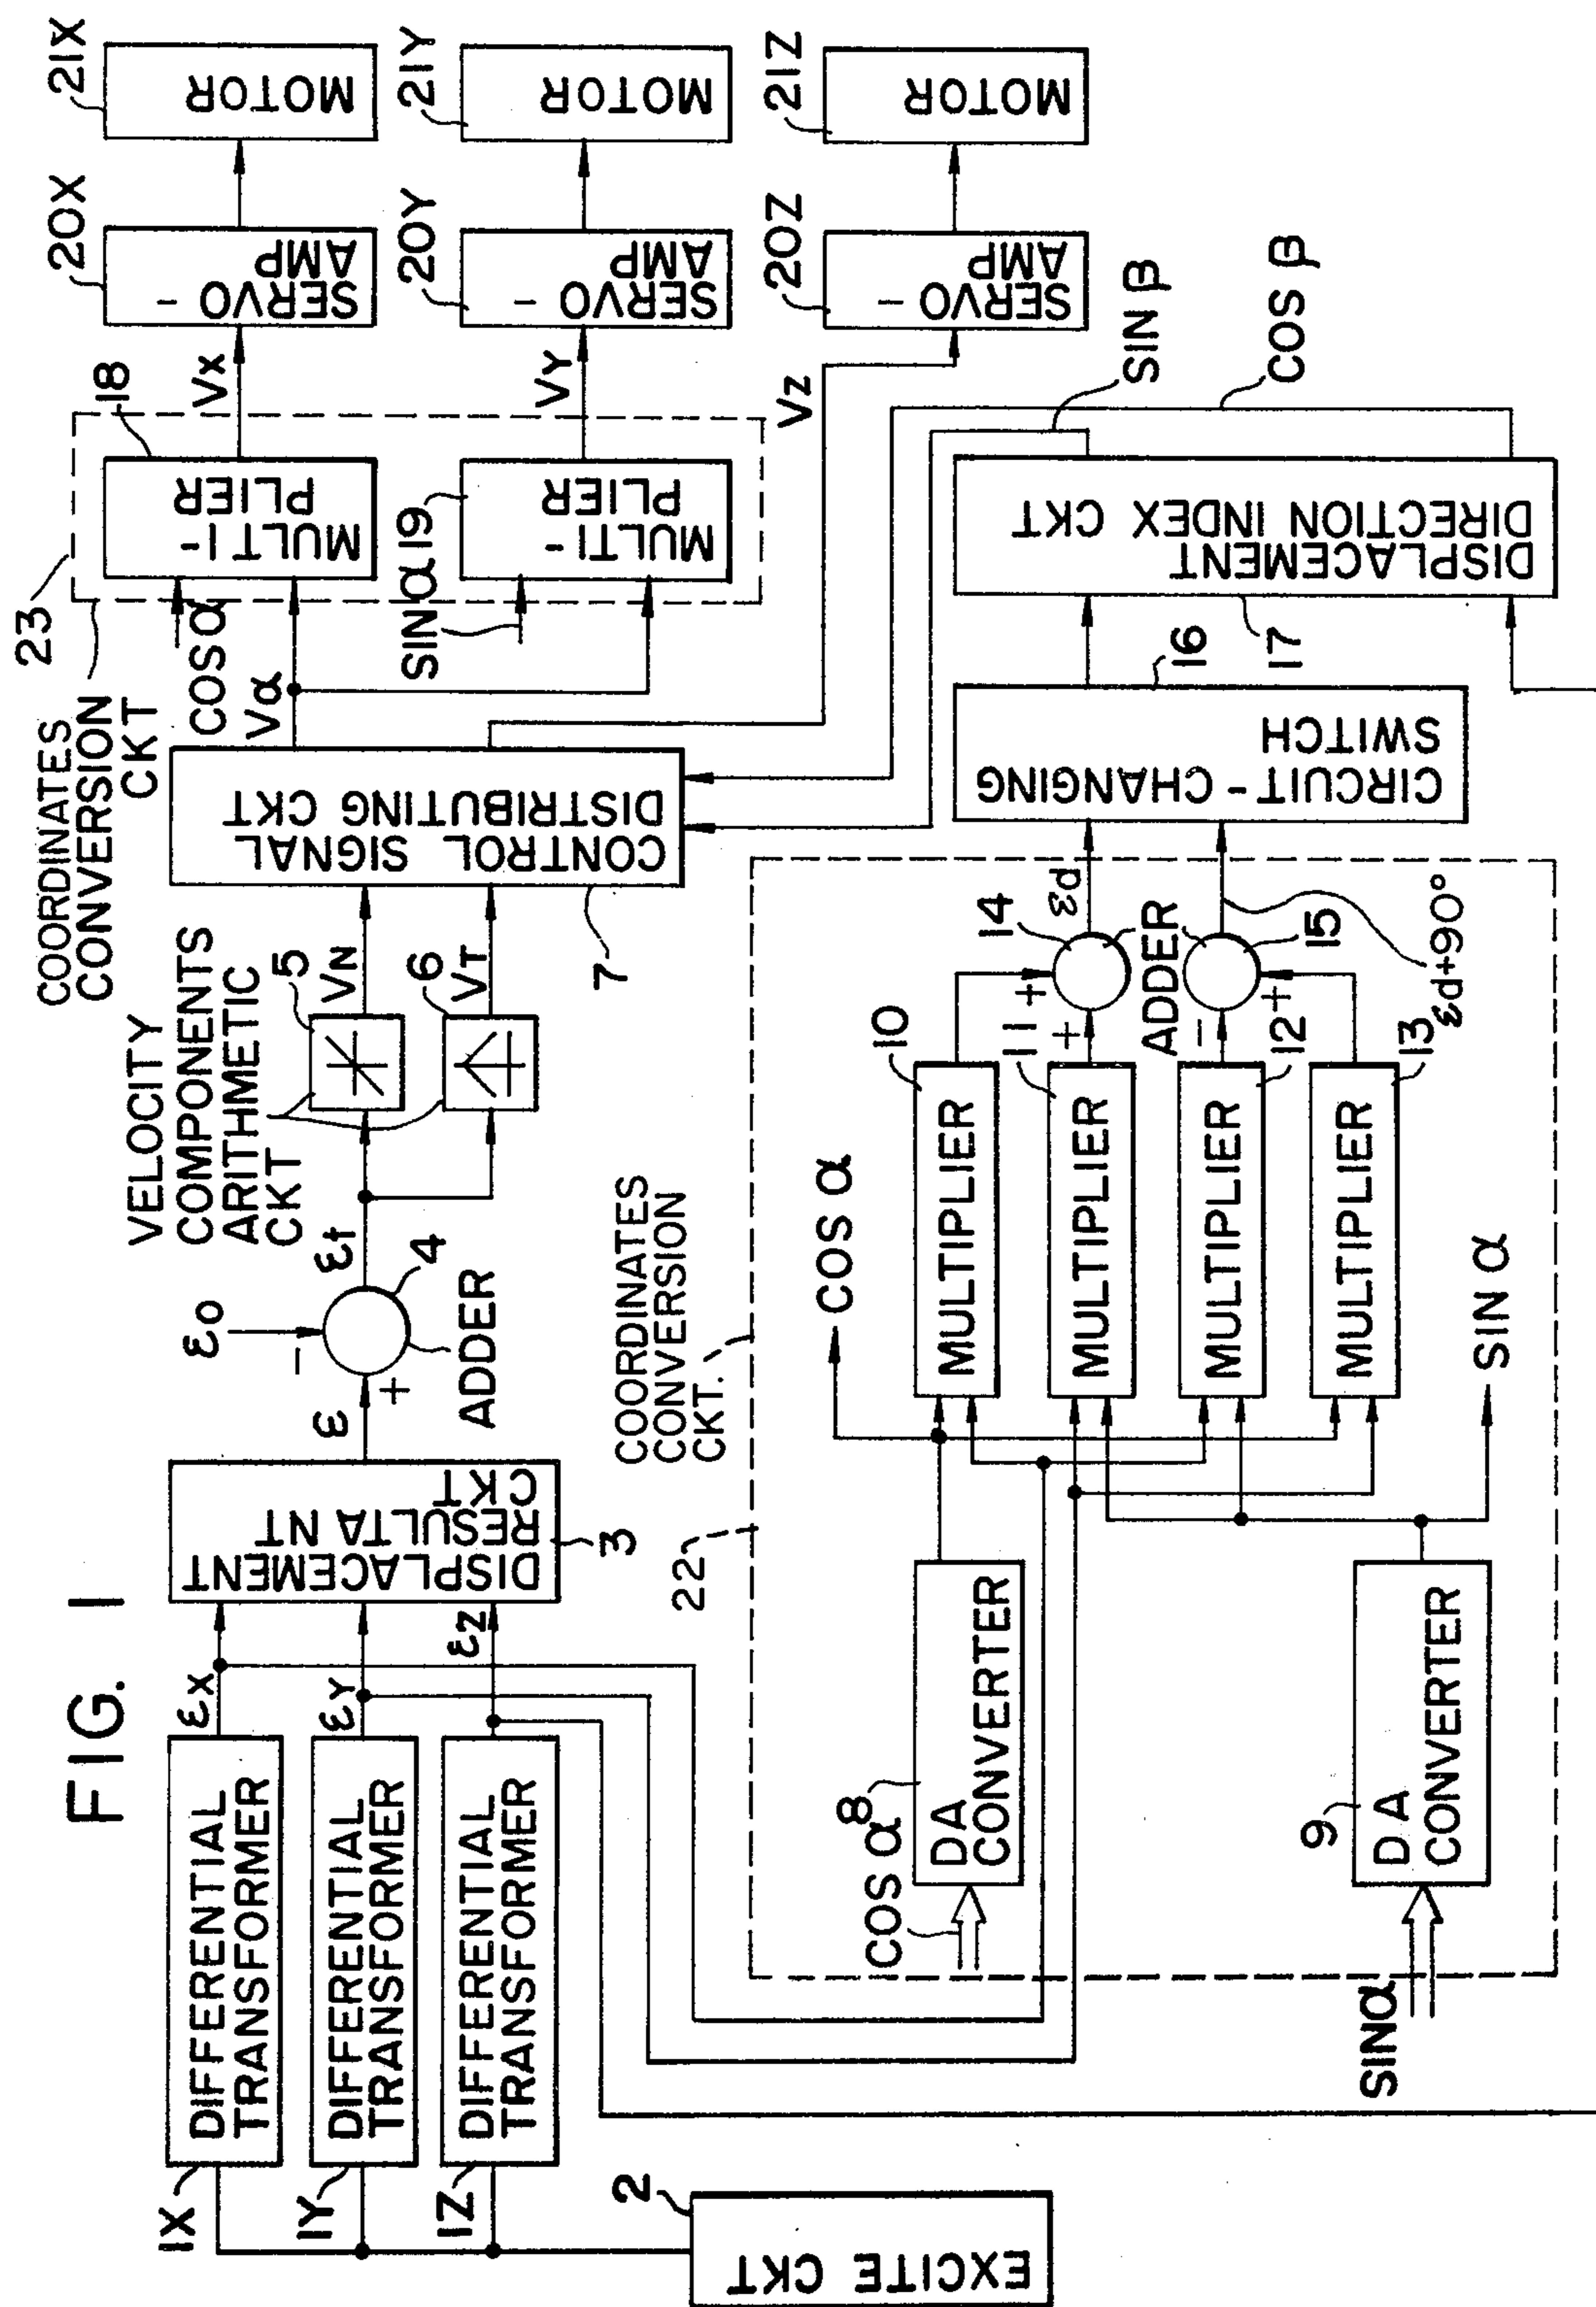 FIG. 1
1X
DIFFERENTIAL
TRANSFORMER
1Y
DIFFERENTIAL
TRANSFORMER
1Z
DIFFERENTIAL
TRANSFORMER
2
EXCITE CKT
εX
εY
εZ
DISPLACEMENT
RESULTA NT
CKT
3
ε
+
-
εo
ADDER
4
εt
VELOCITY
COMPONENTS
ARITHMETIC
CKT
5
VN
6
VT
CONTROL SIGNAL
DISTRIBUTING CKT
7
COORDINATES
CONVERSION
CKT
23
COS α
Vα
MULTI-
PLIER
18
SIN α
MULTI-
PLIER
19
VX
VY
VZ
SERVO -
AMP
20X
SERVO -
AMP
20Y
SERVO -
AMP
20Z
MOTOR
21X
MOTOR
21Y
MOTOR
21Z
COORDINATES
CONVERSION
CKT.
22
COS α
8
DA
CONVERTER
SINα
9
D A
CONVERTER
COS α
SIN α
MULTIPLIER
10
MULTIPLIER
11
MULTIPLIER
12
MULTIPLIER
13
+
+
14
ADDER
-
+
15
εd
εd+90°
CIRCUIT-CHANGING
SWITCH
16
DISPLACEMENT
DIRECTION INDEX CKT
17
SIN β
COS β